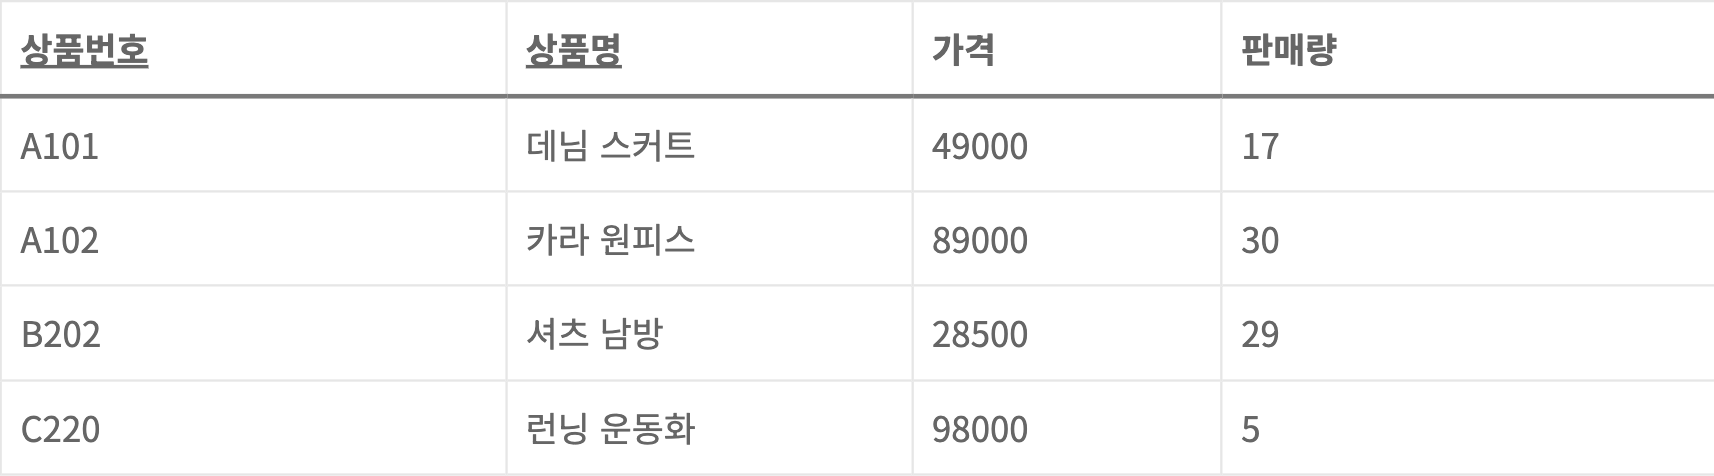 상품번호 상품명 가격 판매량
A101 데님 스커트 49000 17
A102 카라 원피스 89000 30
B202 셔츠 남방 28500 29
C220 런닝 운동화 98000 5